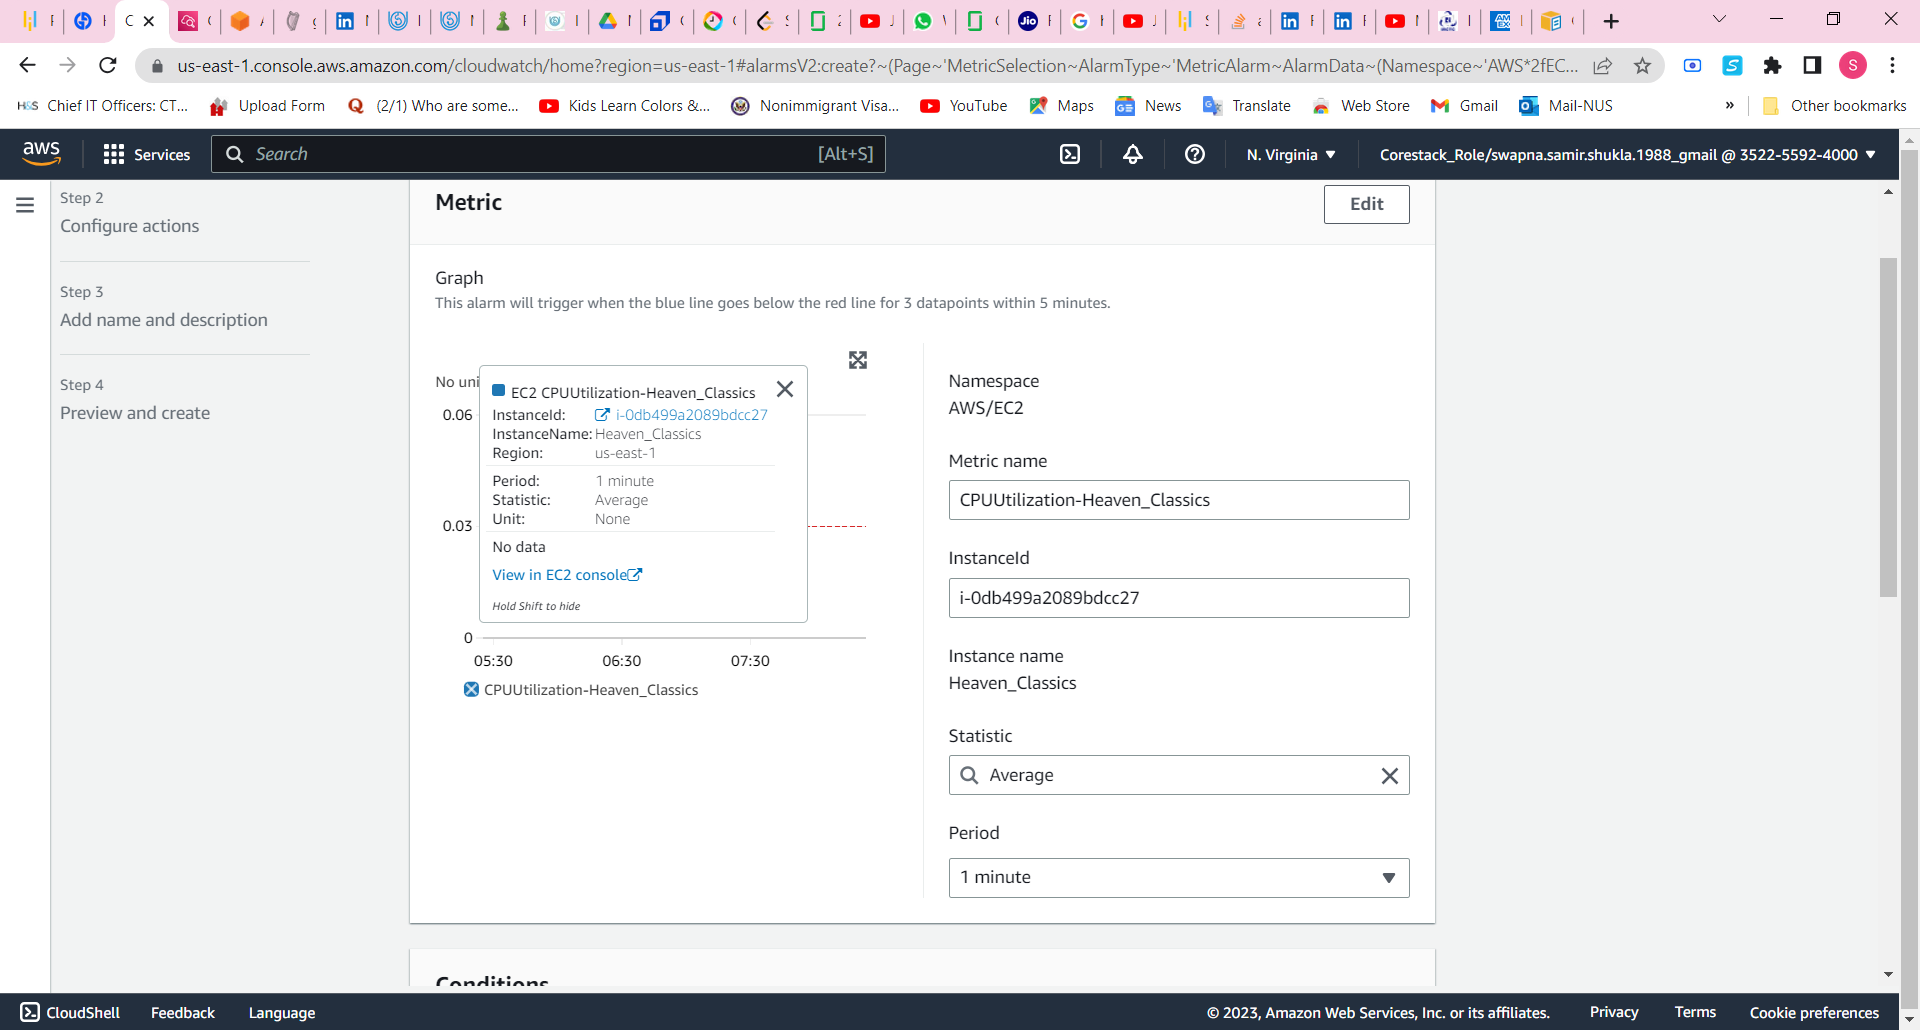 us-east-1.console.aws.amazon.com/cloudwatch/home?region=us-east-1#alarmsV2:create?~(Page~'MetricSelection~AlarmType~'MetricAlarm~AlarmData~(Namespace~'AWS*2fEC...
S
H&S Chief IT Officers: CT... Upload Form (2/1) Who are some... Kids Learn Colors &... Nonimmigrant Visa... YouTube Maps News Translate Web Store Gmail Mail-NUS » Other bookmarks
aws Services Search [Alt+S] N. Virginia Corestack_Role/swapna.samir.shukla.1988_gmail @ 3522-5592-4000
Step 2
Configure actions
Step 3
Add name and description
Step 4
Preview and create
Metric
Edit
Graph
This alarm will trigger when the blue line goes below the red line for 3 datapoints within 5 minutes.
No uni
0.06
0.03
0
05:30 06:30 07:30
CPUUtilization-Heaven_Classics
EC2 CPUUtilization-Heaven_Classics
InstanceId: i-0db499a2089bdcc27
InstanceName: Heaven_Classics
Region: us-east-1
Period: 1 minute
Statistic: Average
Unit: None
No data
View in EC2 console
Hold Shift to hide
Namespace
AWS/EC2
Metric name
CPUUtilization-Heaven_Classics
InstanceId
i-0db499a2089bdcc27
Instance name
Heaven_Classics
Statistic
Average
Period
1 minute
Conditions
CloudShell Feedback Language © 2023, Amazon Web Services, Inc. or its affiliates. Privacy Terms Cookie preferences